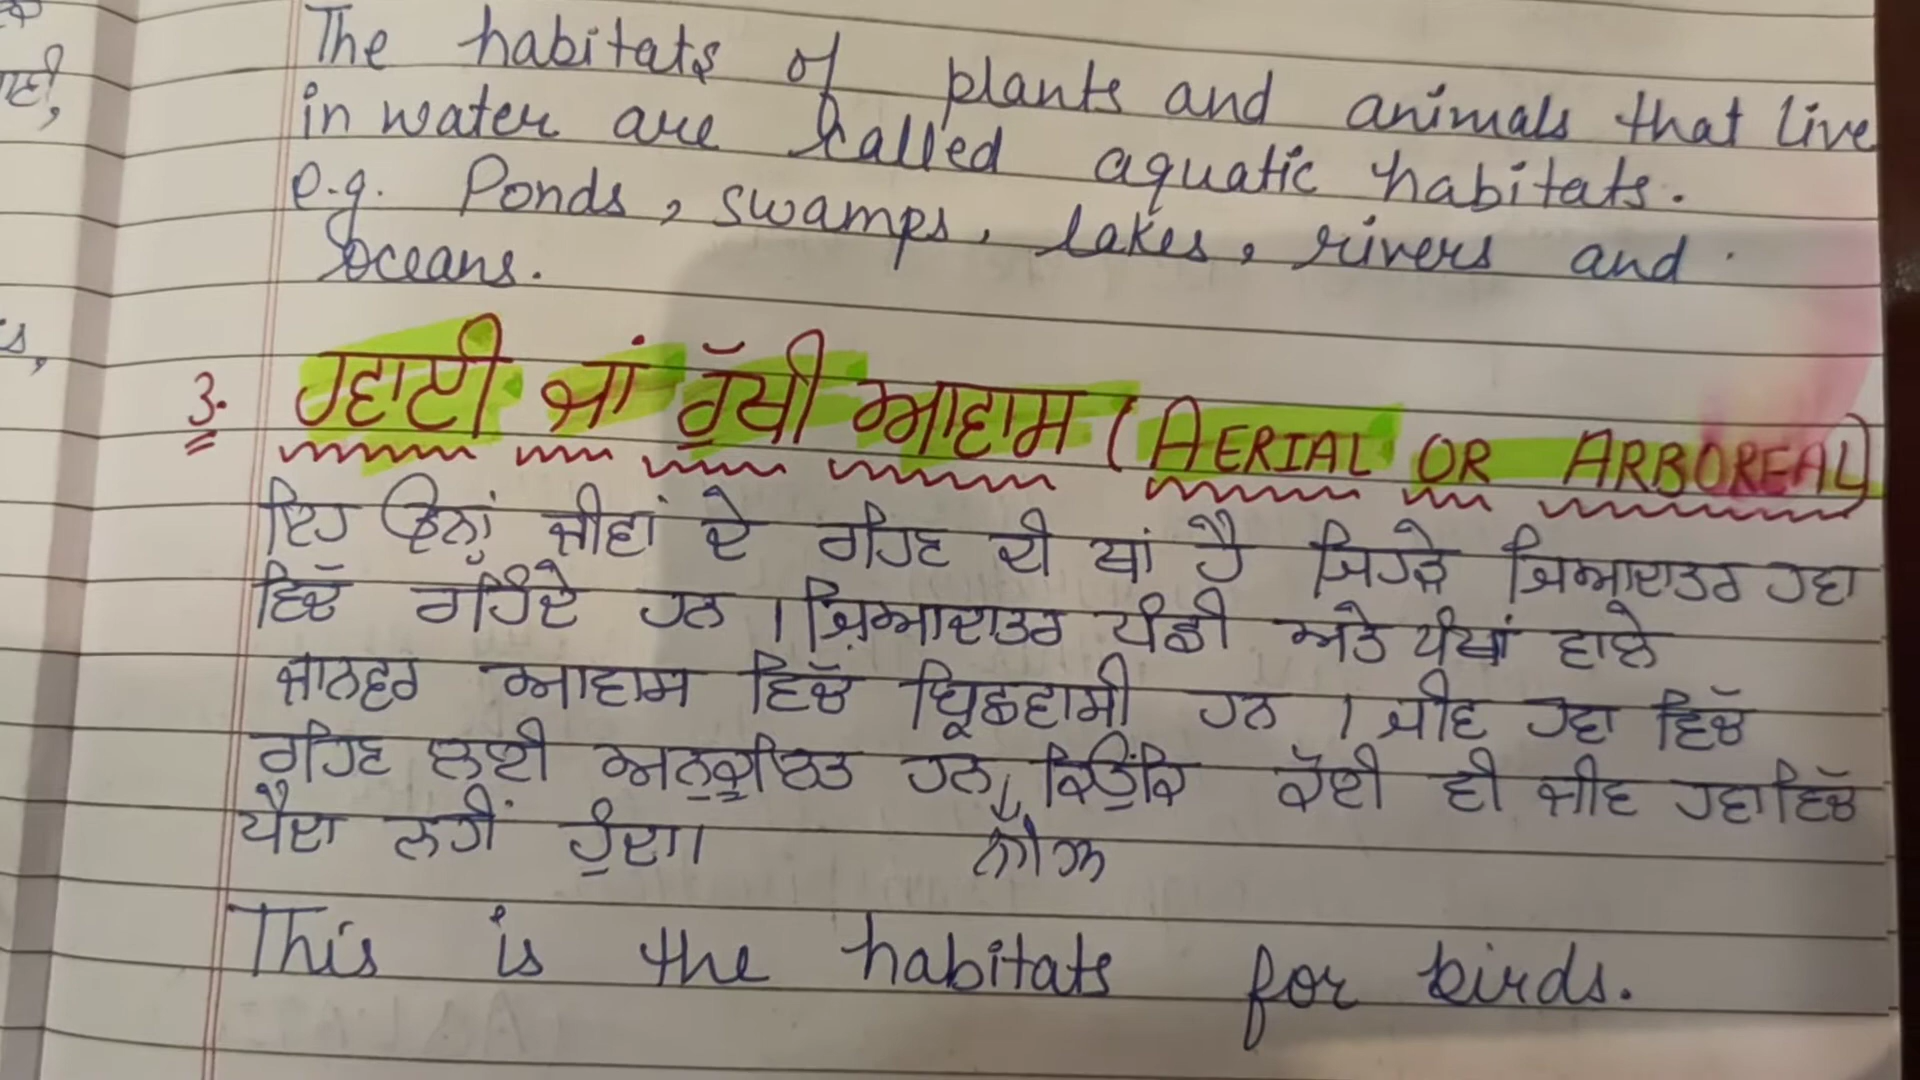 The habitats of plants and animals that live
in water are called aquatic habitats.
e.g. Ponds, swamps, lakes, rivers and
oceans.
3. ਹਵਾਈ ਜਾਂ ਰੁੱਖੀ ਆਵਾਸ (AERIAL OR ARBOREAL)
ਇਹ ਉਨ੍ਹਾਂ ਜੀਵਾਂ ਦੇ ਰਹਿਣ ਦੀ ਥਾਂ ਹੈ ਜਿਹੜੇ ਜ਼ਿਆਦਾਤਰ ਹਵਾ
ਵਿੱਚ ਰਹਿੰਦੇ ਹਨ । ਜ਼ਿਆਦਾਤਰ ਪੰਛੀ ਅਤੇ ਪੰਖਾਂ ਵਾਲੇ
ਜਾਨਵਰ ਆਵਾਸ ਵਿੱਚ ਹਨ । ਜੀਵ ਹਵਾ ਵਿੱਚ
ਰਹਿਣ ਲਈ ਅਨੁਕੂਲਿਤ ਹਨ, ਕਿਉਂਕਿ ਕੋਈ ਵੀ ਜੀਵ ਹਵਾ ਵਿੱਚ
ਪੈਦਾ ਨਹੀਂ ਹੁੰਦਾ।
This is the habitats for birds.